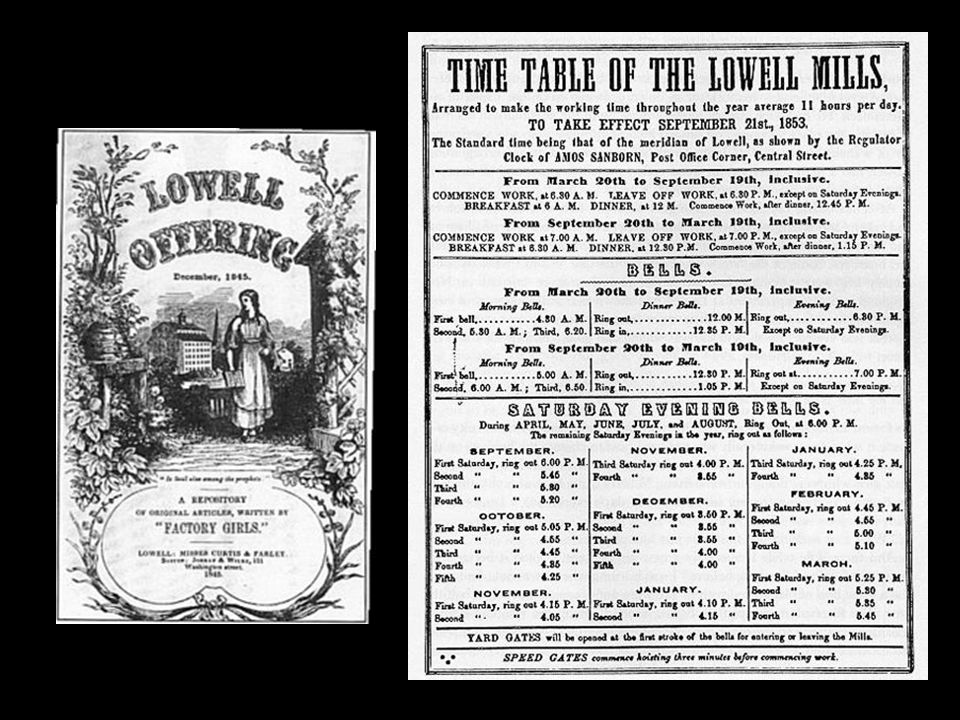 LOWELL
OFFERING
December, 1845.
"Is Saul also among the prophets"
A REPOSITORY
OF ORIGINAL ARTICLES, WRITTEN BY
"FACTORY GIRLS."
LOWELL: MISSES CURTIS & FARLEY.
BOSTON: JORDAN & WILEY, 121
Washington street.
1845.
TIME TABLE OF THE LOWELL MILLS,
Arranged to make the working time throughout the year average 11 hours per day.
TO TAKE EFFECT SEPTEMBER 21st., 1853.
The Standard time being that of the meridian of Lowell, as shown by the Regulator
Clock of AMOS SANBORN, Post Office Corner, Central Street.
From March 20th to September 19th, inclusive.
COMMENCE WORK, at 6.30 A. M. LEAVE OFF WORK, at 6.30 P. M., except on Saturday Evenings.
BREAKFAST at 6 A. M. DINNER, at 12 M. Commence Work, after dinner, 12.45 P. M.
From September 20th to March 19th, inclusive.
COMMENCE WORK at 7.00 A. M. LEAVE OFF WORK, at 7.00 P. M., except on Saturday Evenings.
BREAKFAST at 6.30 A. M. DINNER, at 12.30 P.M. Commence Work, after dinner, 1.15 P. M.
BELLS.
From March 20th to September 19th, inclusive.
Morning Bells.
First bell,..........4.30 A. M.
Second, 5.30 A. M.; Third, 6.20.
Dinner Bells.
Ring out,..............12.00 M.
Ring in,............12.35 P. M.
Evening Bells.
Ring out,............6.30 P. M.
Except on Saturday Evenings.
From September 20th to March 19th, inclusive.
Morning Bells.
First bell,..........5.00 A. M.
Second, 6.00 A. M.; Third, 6.50.
Dinner Bells.
Ring out,...........12.30 P. M.
Ring in,.............1.05 P. M.
Evening Bells.
Ring out at..........7.00 P. M.
Except on Saturday Evenings.
SATURDAY EVENING BELLS.
During APRIL, MAY, JUNE, JULY, and AUGUST, Ring Out, at 6.00 P. M.
The remaining Saturday Evenings in the year, ring out as follows:
SEPTEMBER.
First Saturday, ring out 6.00 P. M.
Second " " 5.45 "
Third " " 5.30 "
Fourth " " 5.20 "
OCTOBER.
First Saturday, ring out 5.05 P. M.
Second " " 4.55 "
Third " " 4.45 "
Fourth " " 4.35 "
Fifth " " 4.25 "
NOVEMBER.
First Saturday, ring out 4.15 P. M.
Second " " 4.05 "
NOVEMBER.
Third Saturday ring out 4.00 P. M.
Fourth " " 3.55 "
DECEMBER.
First Saturday, ring out 3.50 P. M.
Second " " 3.55 "
Third " " 3.55 "
Fourth " " 4.00 "
Fifth " " 4.00 "
JANUARY.
First Saturday, ring out 4.10 P. M.
Second " " 4.15 "
JANUARY.
Third Saturday, ring out 4.25 P. M.
Fourth " " 4.35 "
FEBRUARY.
First Saturday, ring out 4.45 P. M.
Second " " 4.55 "
Third " " 5.00 "
Fourth " " 5.10 "
MARCH.
First Saturday, ring out 5.25 P. M.
Second " " 5.30 "
Third " " 5.35 "
Fourth " " 5.45 "
YARD GATES will be opened at the first stroke of the bells for entering or leaving the Mills.
SPEED GATES commence hoisting three minutes before commencing work.